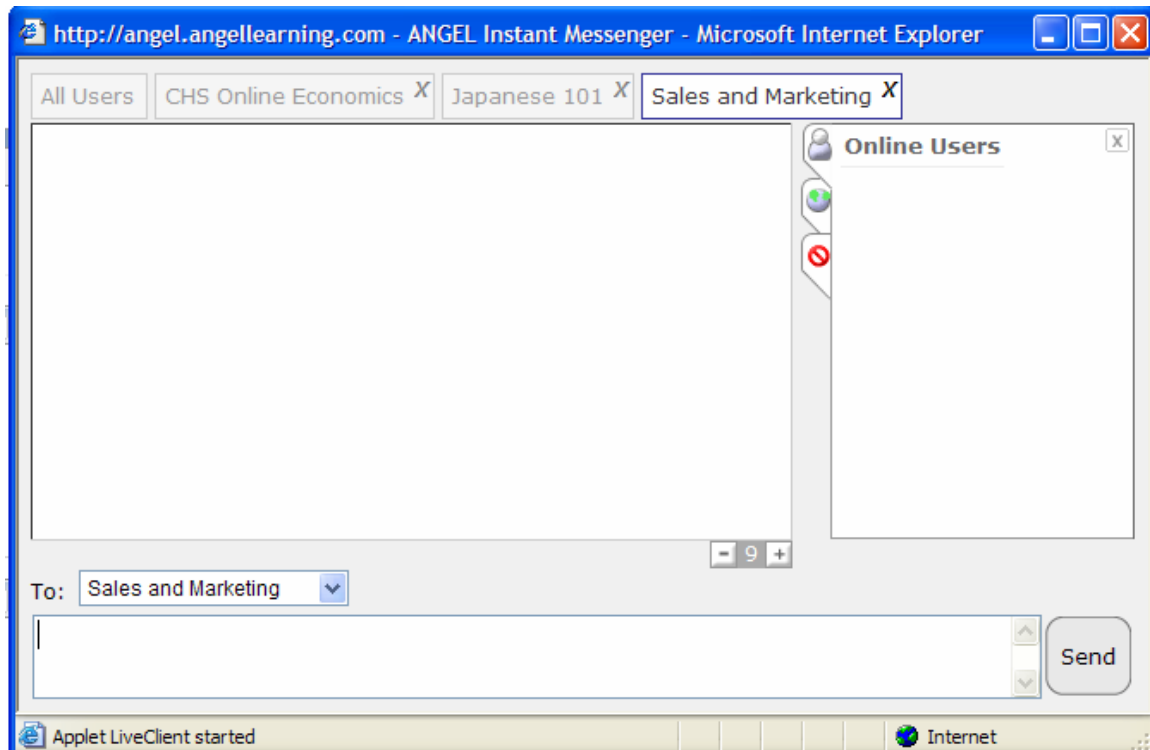 http://angel.angellearning.com - ANGEL Instant Messenger - Microsoft Internet Explorer
All Users CHS Online Economics X Japanese 101 X Sales and Marketing X
Online Users x
- 9 +
To: Sales and Marketing
Send
Applet LiveClient started Internet